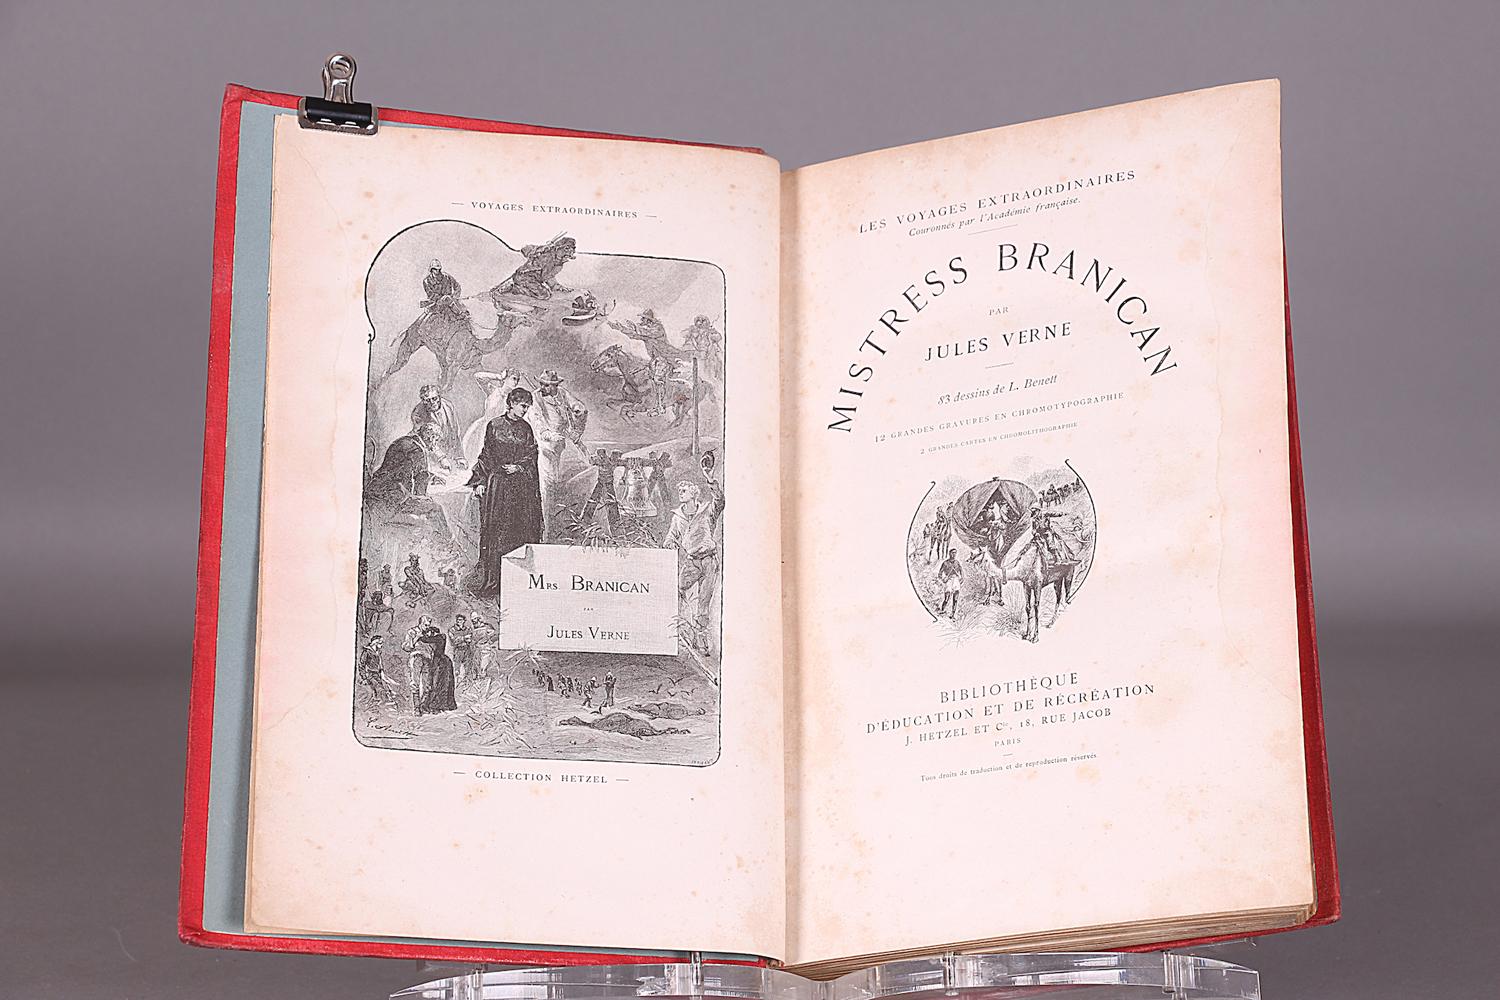 — VOYAGES EXTRAORDINAIRES —
Mrs BRANICAN
PAR
JULES VERNE
— COLLECTION HETZEL —
LES VOYAGES EXTRAORDINAIRES
Couronnés par l'Académie française.
MISTRESS BRANICAN
PAR
JULES VERNE
83 dessins de L. Benett
12 GRANDES GRAVURES EN CHROMOTYPOGRAPHIE
2 GRANDES CARTES EN CHROMOLITHOGRAPHIE
BIBLIOTHÈQUE
D'ÉDUCATION ET DE RÉCRÉATION
J. HETZEL ET Cie, 18, RUE JACOB
PARIS
Tous droits de traduction et de reproduction réservés